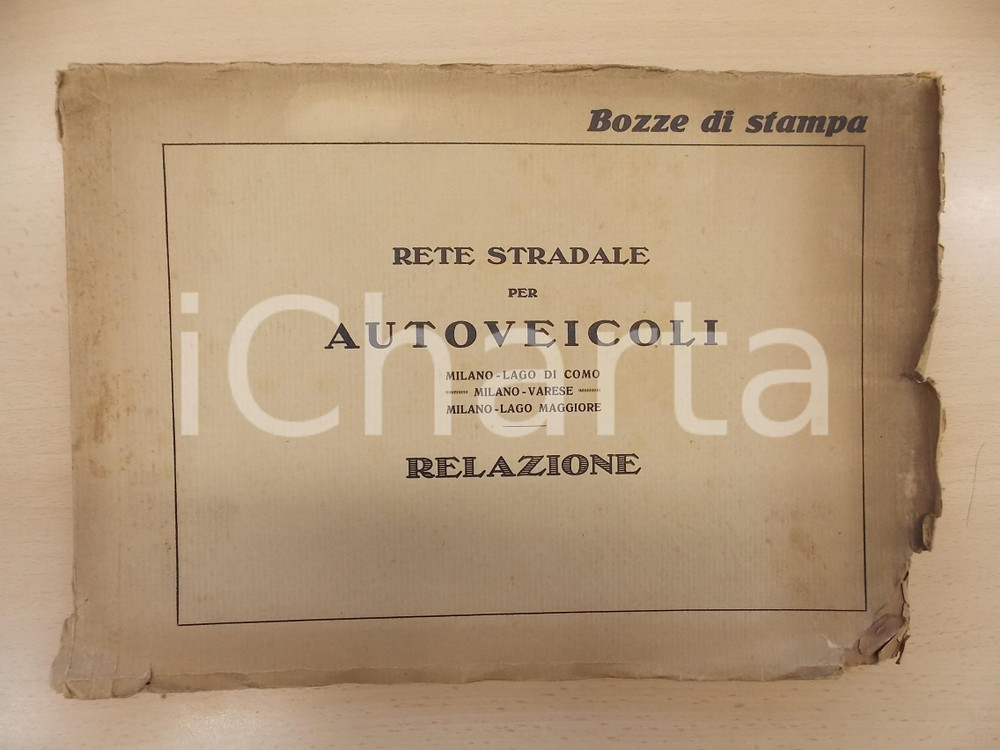 Bozze di stampa
RETE STRADALE
PER
AUTOVEICOLI
MILANO - LAGO DI COMO
MILANO - VARESE
MILANO - LAGO MAGGIORE
RELAZIONE
iCharta